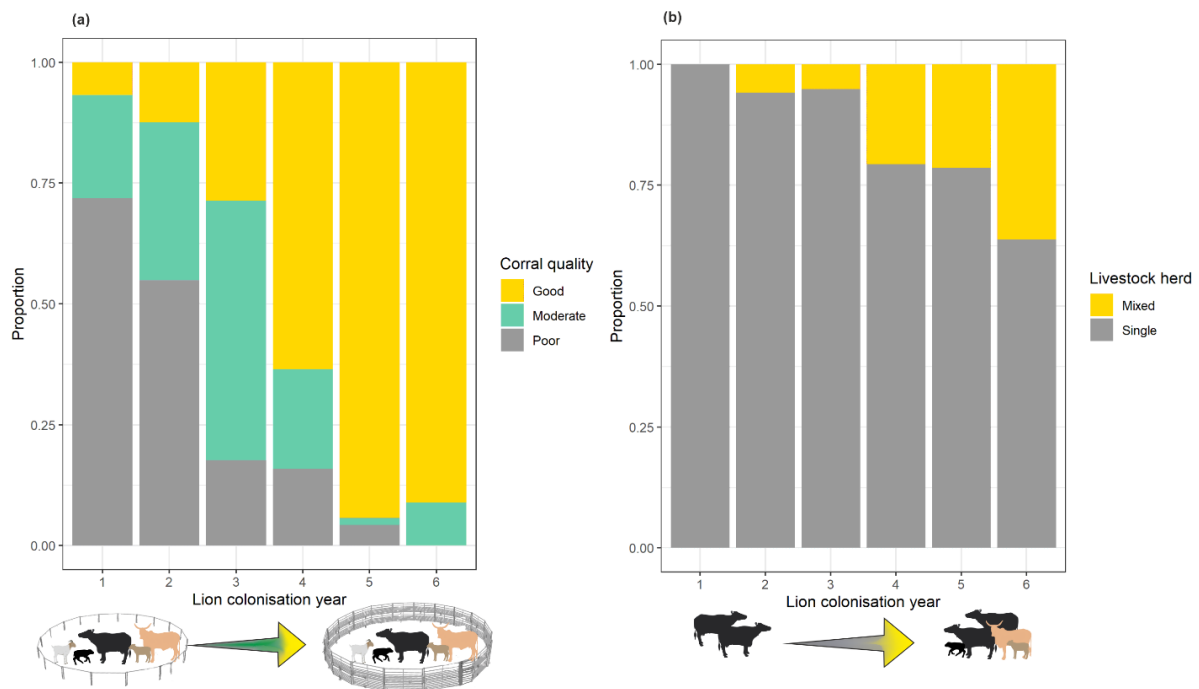 (a)
1.00
0.75
0.50
0.25
0.00
Proportion
1 2 3 4 5 6
Lion colonisation year
Corral quality
Good
Moderate
Poor
(b)
1.00
0.75
0.50
0.25
0.00
Proportion
1 2 3 4 5 6
Lion colonisation year
Livestock herd
Mixed
Single